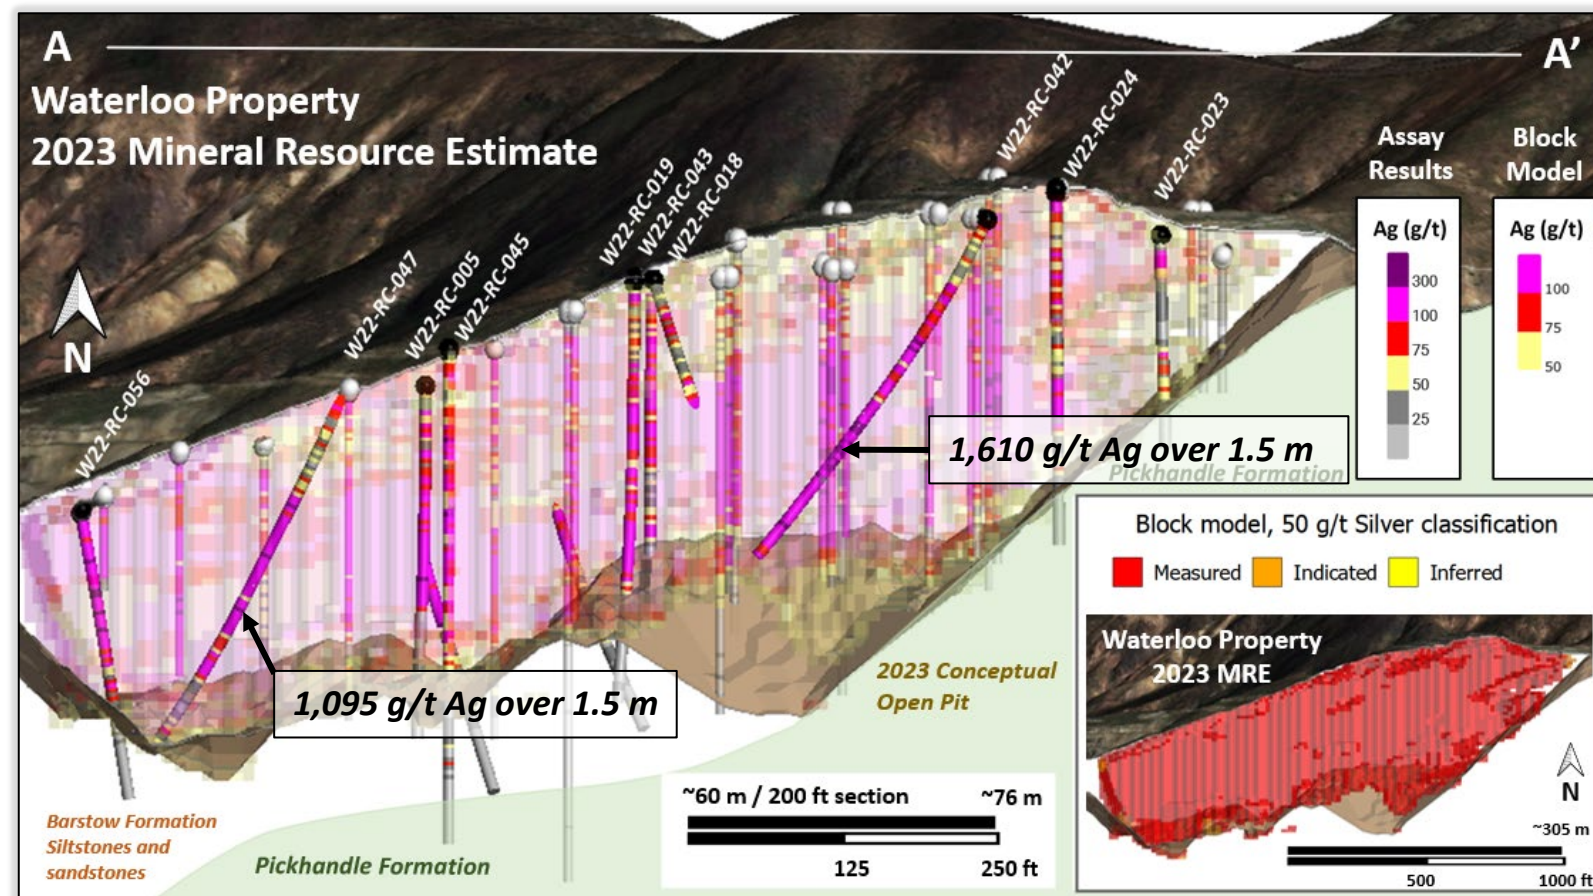 A
A'
Waterloo Property
2023 Mineral Resource Estimate
W22-RC-056
W22-RC-047
W22-RC-005
W22-RC-045
W22-RC-019
W22-RC-043
W22-RC-018
W22-RC-042
W22-RC-024
W22-RC-023
N
Assay
Results
Ag (g/t)
300
100
75
50
25
Block
Model
Ag (g/t)
100
75
50
1,610 g/t Ag over 1.5 m
Pickhandle Formation
1,095 g/t Ag over 1.5 m
2023 Conceptual
Open Pit
Barstow Formation
Siltstones and
sandstones
Pickhandle Formation
~60 m / 200 ft section
~76 m
125
250 ft
Block model, 50 g/t Silver classification
Measured
Indicated
Inferred
Waterloo Property
2023 MRE
N
~305 m
500
1000 ft